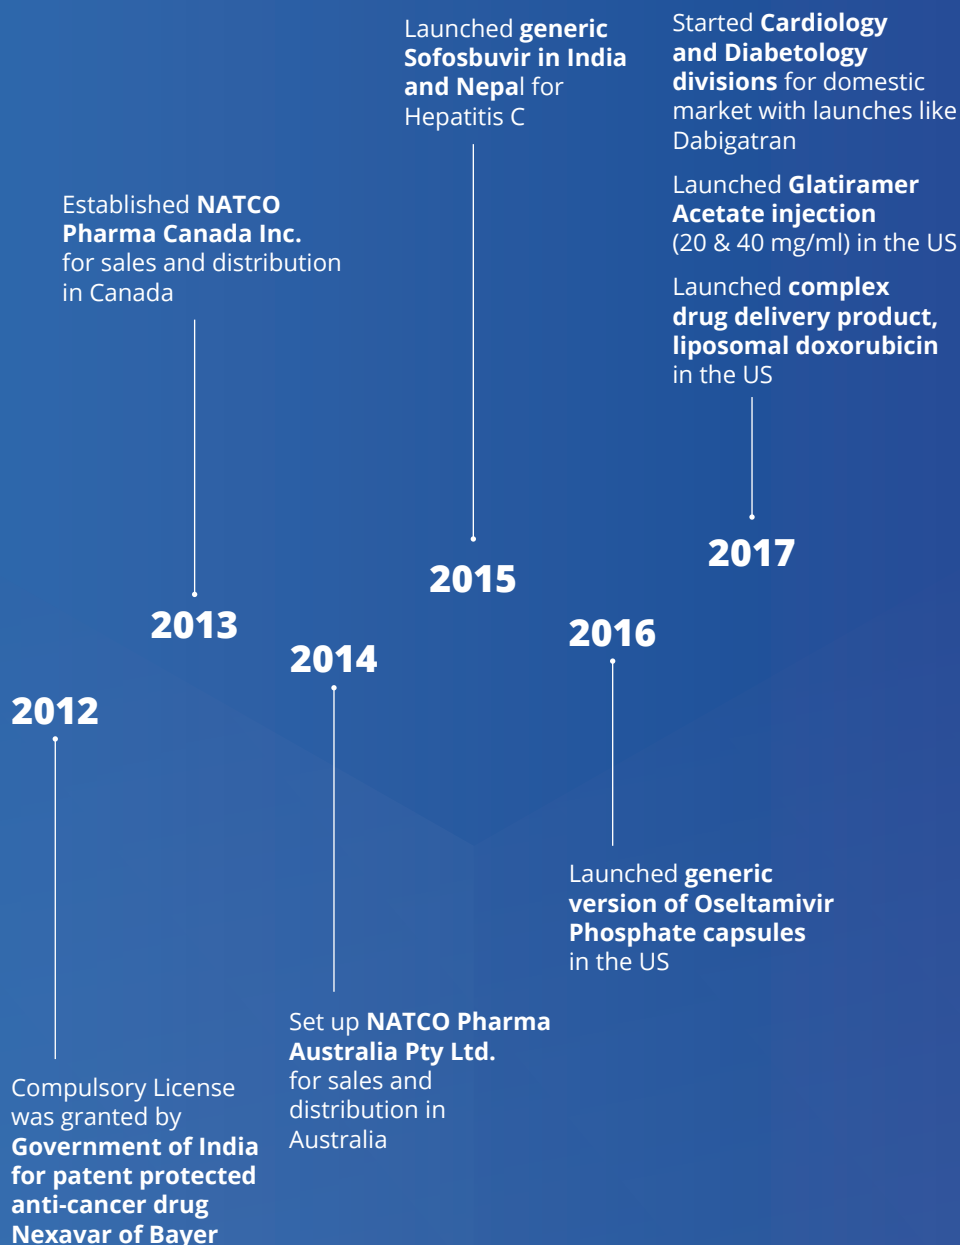 2012
Compulsory License
was granted by
Government of India
for patent protected
anti-cancer drug
Nexavar of Bayer
Established NATCO
Pharma Canada Inc.
for sales and distribution
in Canada
2013
2014
Set up NATCO Pharma
Australia Pty Ltd.
for sales and
distribution in
Australia
Launched generic
Sofosbuvir in India
and Nepal for
Hepatitis C
2015
2016
Launched generic
version of Oseltamivir
Phosphate capsules
in the US
Started Cardiology
and Diabetology
divisions for domestic
market with launches like
Dabigatran
Launched Glatiramer
Acetate injection
(20 & 40 mg/ml) in the US
Launched complex
drug delivery product,
liposomal doxorubicin
in the US
2017